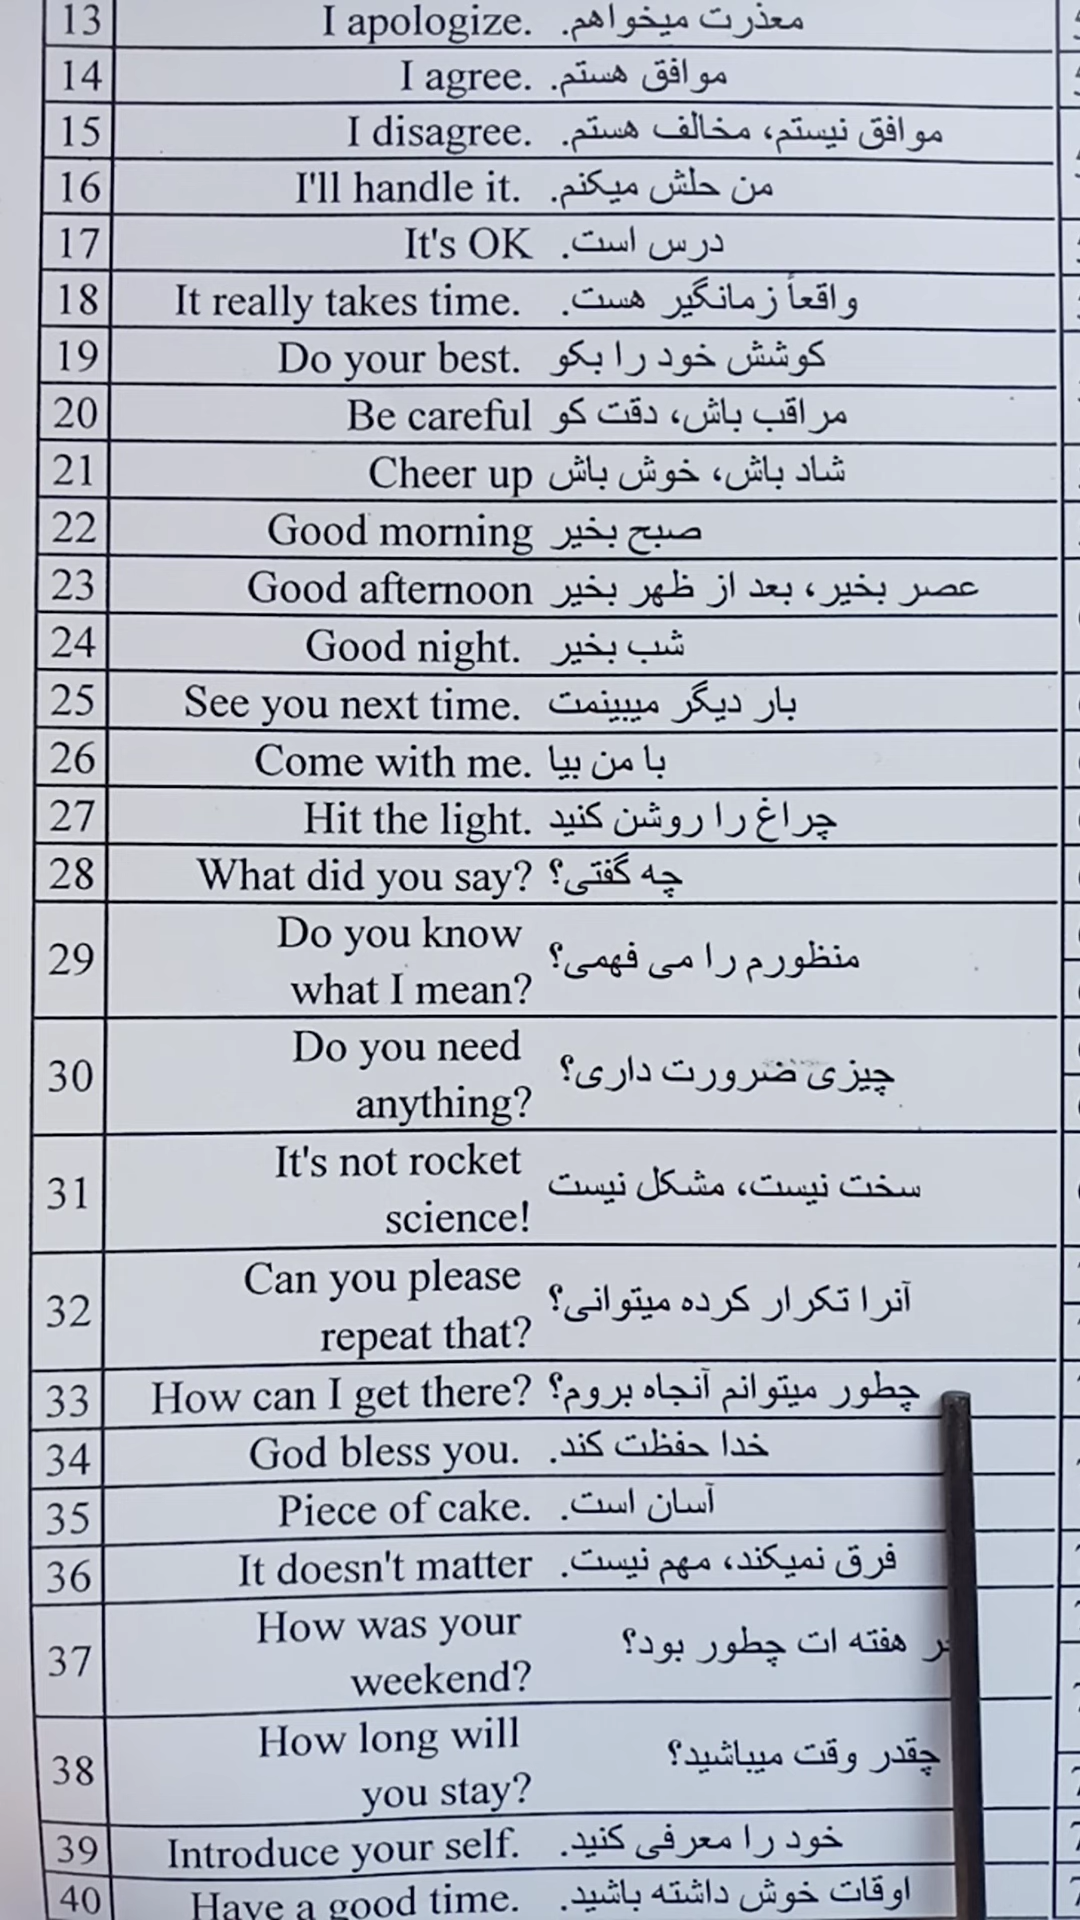 13 I apologize. معذرت میخواهم.
14 I agree. موافق هستم.
15 I disagree. موافق نیستم، مخالف هستم.
16 I'll handle it. من حلش میکنم.
17 It's OK درس است.
18 It really takes time. واقعاً زمانگیر هست.
19 Do your best. کوشش خود را بکو
20 Be careful مراقب باش، دقت کو
21 Cheer up شاد باش، خوش باش
22 Good morning صبح بخیر
23 Good afternoon عصر بخیر، بعد از ظهر بخیر
24 Good night. شب بخیر
25 See you next time. بار دیگر میبینمت
26 Come with me. با من بیا
27 Hit the light. چراغ را روشن کنید
28 What did you say? چه گفتی؟
29 Do you know
what I mean? منظورم را می فهمی؟
30 Do you need
anything? چیزی ضرورت داری؟
31 It's not rocket
science! سخت نیست، مشکل نیست
32 Can you please
repeat that? آنرا تکرار کرده میتوانی؟
33 How can I get there? چطور میتوانم آنجاه بروم؟
34 God bless you. خدا حفظت کند.
35 Piece of cake. آسان است.
36 It doesn't matter فرق نمیکند، مهم نیست.
37 How was your
weekend? هفته ات چطور بود؟
38 How long will
you stay? چقدر وقت میباشید؟
39 Introduce your self. خود را معرفی کنید.
40 Have a good time. اوقات خوش داشته باشید.